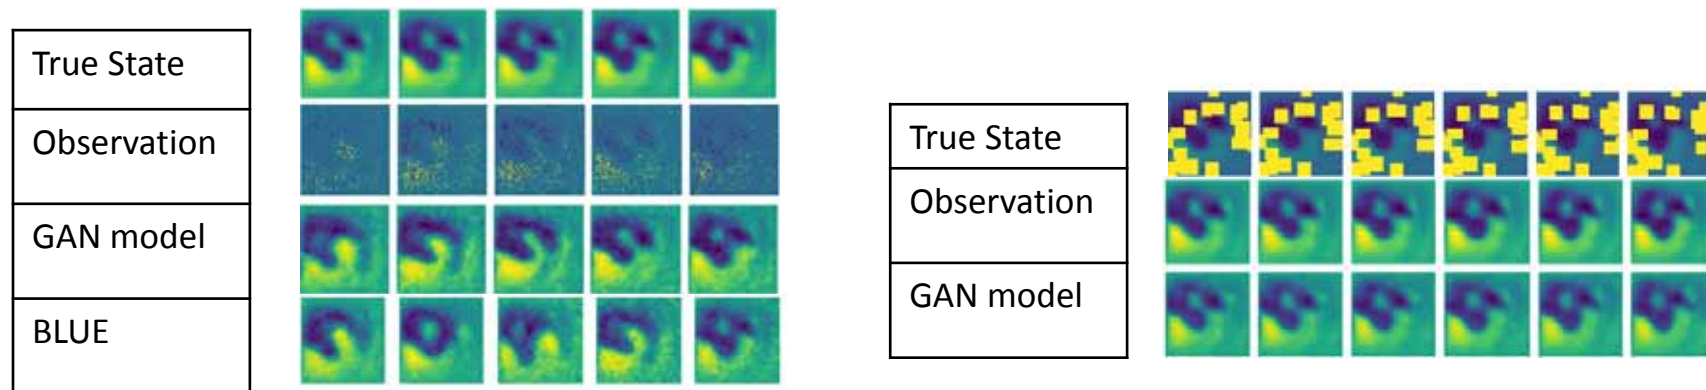 True State
Observation
GAN model
BLUE
True State
Observation
GAN model